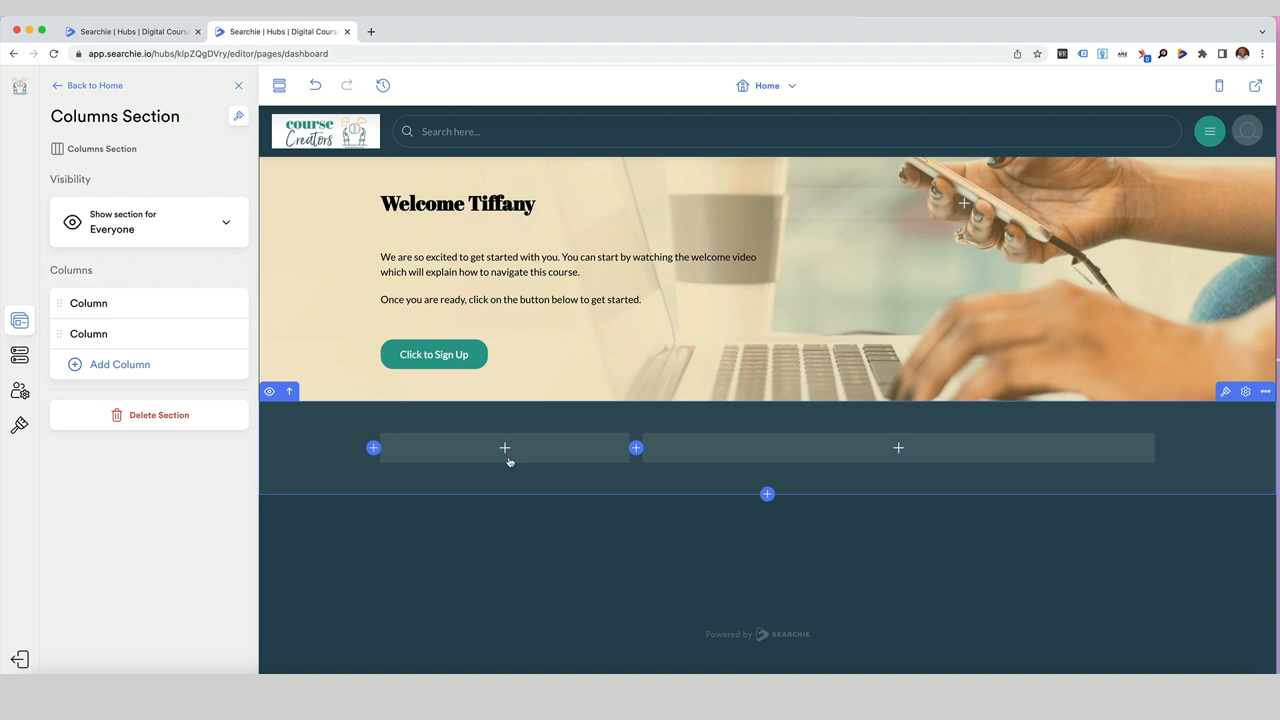 Searchie | Hubs | Digital Cours
Searchie | Hubs | Digital Cours
app.searchie.io/hubs/klpZQgDVry/editor/pages/dashboard
Back to Home
Home
Columns Section
course
Creators
Search here...
Columns Section
Visibility
Show section for
Everyone
Welcome Tiffany
We are so excited to get started with you. You can start by watching the welcome video
which will explain how to navigate this course.
Once you are ready, click on the button below to get started.
Click to Sign Up
Columns
Column
Column
Add Column
Delete Section
Powered by SEARCHIE